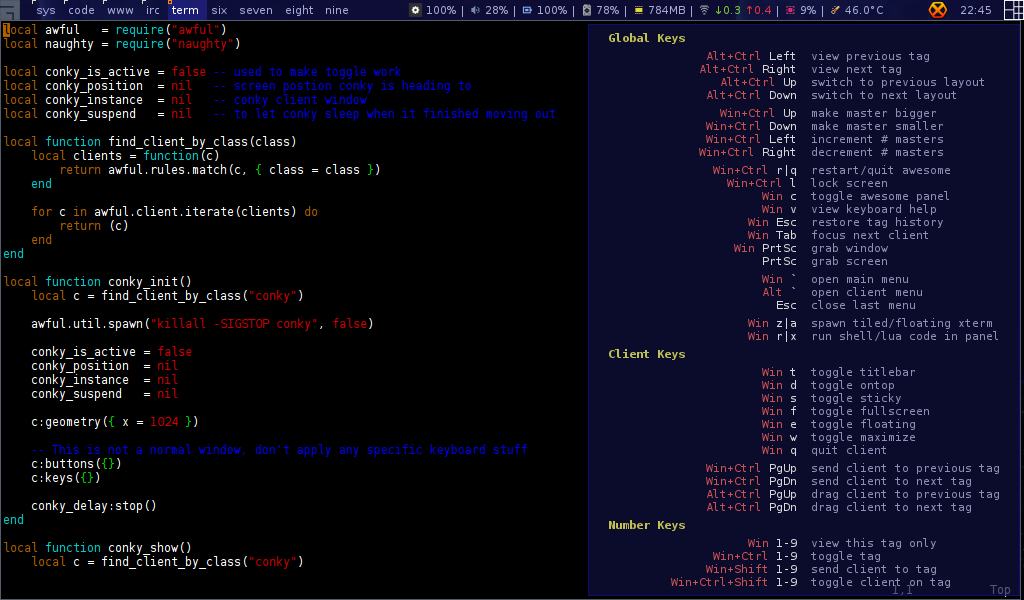 sys code www irc term six seven eight nine 100% 28% 100% 78% 784MB 0.3 0.4 9% 46.0°C 22:45
local awful   = require("awful")
local naughty = require("naughty")
local conky_is_active = false -- used to make toggle work
local conky_position  = nil   -- screen postion conky is heading to
local conky_instance  = nil   -- conky client window
local conky_suspend   = nil   -- to let conky sleep when it finished moving out
local function find_client_by_class(class)
    local clients = function(c)
        return awful.rules.match(c, { class = class })
    end
    for c in awful.client.iterate(clients) do
        return (c)
    end
end
local function conky_init()
    local c = find_client_by_class("conky")
    awful.util.spawn("killall -SIGSTOP conky", false)
    conky_is_active = false
    conky_position  = nil
    conky_instance  = nil
    conky_suspend   = nil
    c:geometry({ x = 1024 })
    -- This is not a normal window, don't apply any specific keyboard stuff
    c:buttons({})
    c:keys({})
    conky_delay:stop()
end
local function conky_show()
    local c = find_client_by_class("conky")
Global Keys
Alt+Ctrl Left view previous tag
Alt+Ctrl Right view next tag
Alt+Ctrl Up switch to previous layout
Alt+Ctrl Down switch to next layout
Win+Ctrl Up make master bigger
Win+Ctrl Down make master smaller
Win+Ctrl Left increment # masters
Win+Ctrl Right decrement # masters
Win+Ctrl r|q restart/quit awesome
Win+Ctrl l lock screen
Win c toggle awesome panel
Win v view keyboard help
Win Esc restore tag history
Win Tab focus next client
Win PrtSc grab window
PrtSc grab screen
Win ` open main menu
Alt ` open client menu
Esc close last menu
Win z|a spawn tiled/floating xterm
Win r|x run shell/lua code in panel
Client Keys
Win t toggle titlebar
Win d toggle ontop
Win s toggle sticky
Win f toggle fullscreen
Win e toggle floating
Win w toggle maximize
Win q quit client
Win+Ctrl PgUp send client to previous tag
Win+Ctrl PgDn send client to next tag
Alt+Ctrl PgUp drag client to previous tag
Alt+Ctrl PgDn drag client to next tag
Number Keys
Win 1-9 view this tag only
Win+Ctrl 1-9 toggle tag
Win+Shift 1-9 send client to tag
Win+Ctrl+Shift 1-9 toggle client on tag
1,1 Top